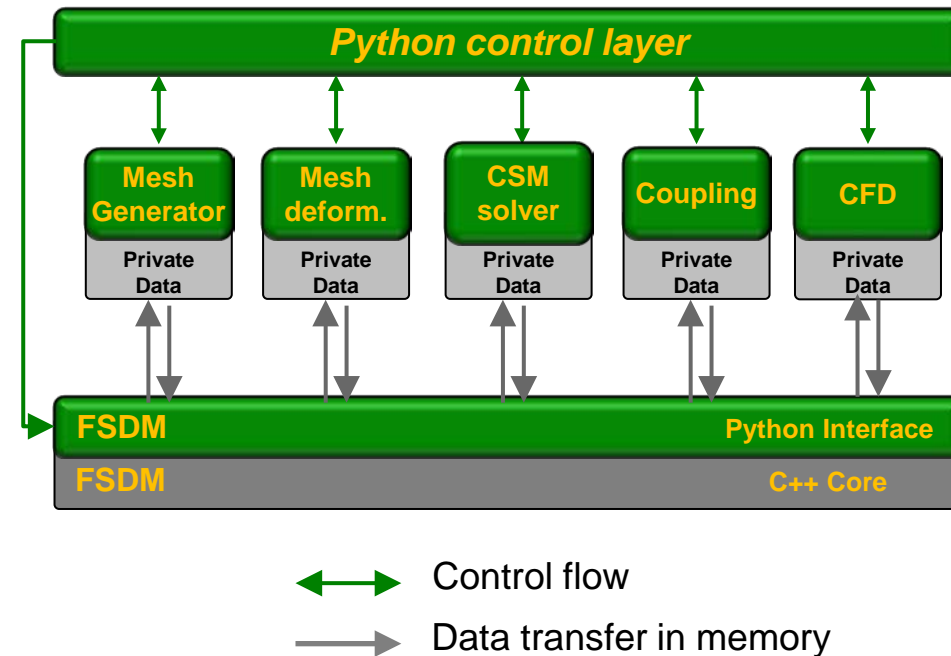 Python control layer
Mesh
Generator
Mesh
deform.
CSM
solver
Coupling
CFD
Private
Data
Private
Data
Private
Data
Private
Data
Private
Data
FSDM
Python Interface
FSDM
C++ Core
Control flow
Data transfer in memory